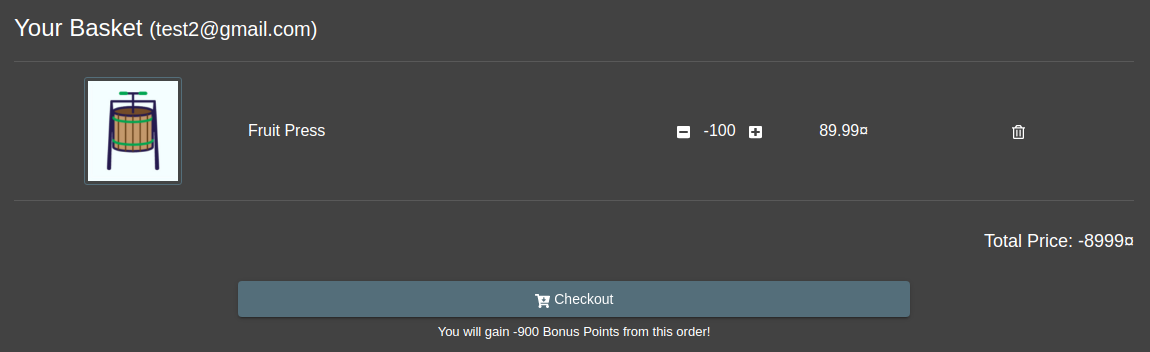 Your Basket (test2@gmail.com)
Fruit Press -100 89.99¤
Total Price: -8999¤
Checkout
You will gain -900 Bonus Points from this order!